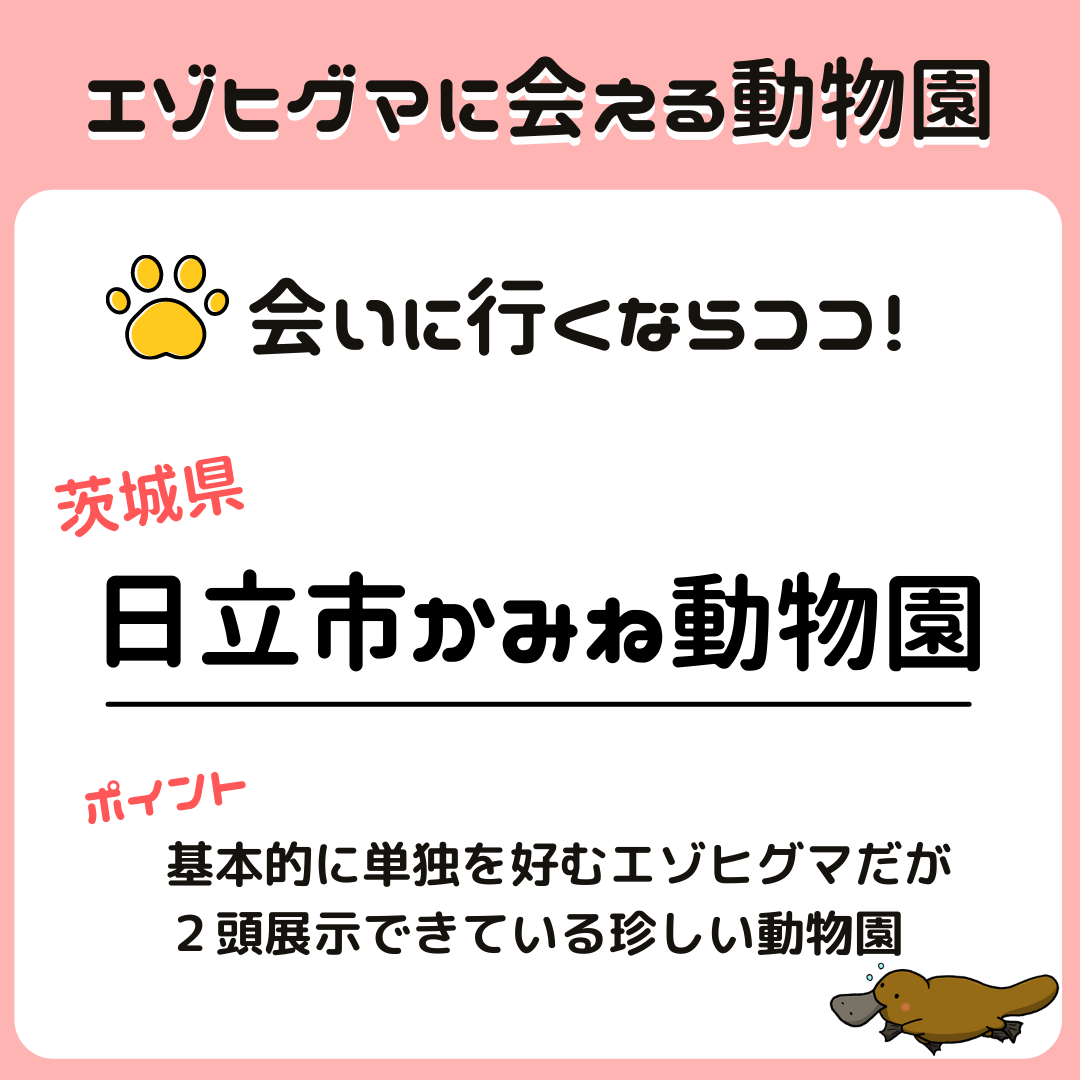 エゾヒグマに会える動物園
会いに行くならココ!
茨城県
日立市かみね動物園
ポイント
基本的に単独を好むエゾヒグマだが
２頭展示できている珍しい動物園